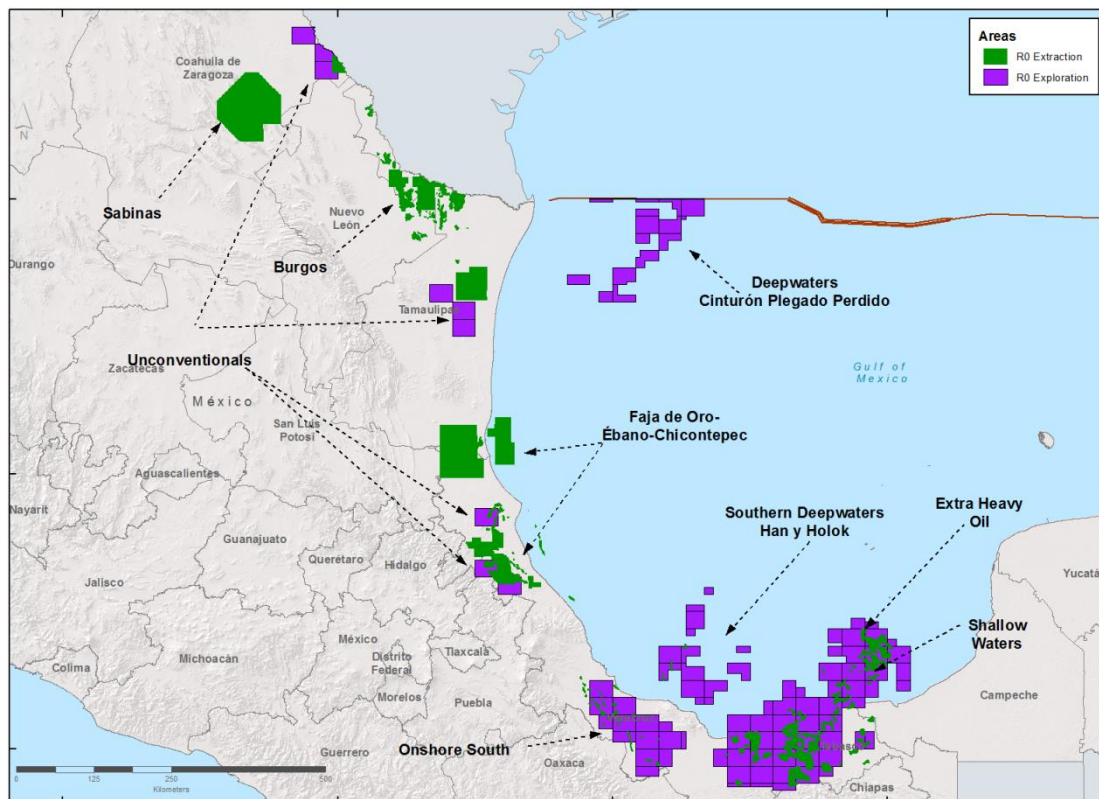 Areas
R0 Extraction
R0 Exploration
Coahuila de
Zaragoza
N
Sabinas
Nuevo
León
Burgos
Durango
Deepwaters
Cinturón Plegado Perdido
Tamaulipas
Unconventionals
Zacatecas
Gulf of
Mexico
México
San Luis
Potosí
Faja de Oro-
Ébano-Chicontepec
Aguascalientes
Nayarit
Guanajuato
Southern Deepwaters
Han y Holok
Extra Heavy
Oil
Querétaro
Hidalgo
Jalisco
Yucatá
Shallow
Waters
México
Tlaxcala
Colima
Michoacán
Distrito
Federal
Campeche
Morelos
Puebla
Guerrero
Onshore South
Oaxaca
Chiapas
0 125 250 500
Kilometers